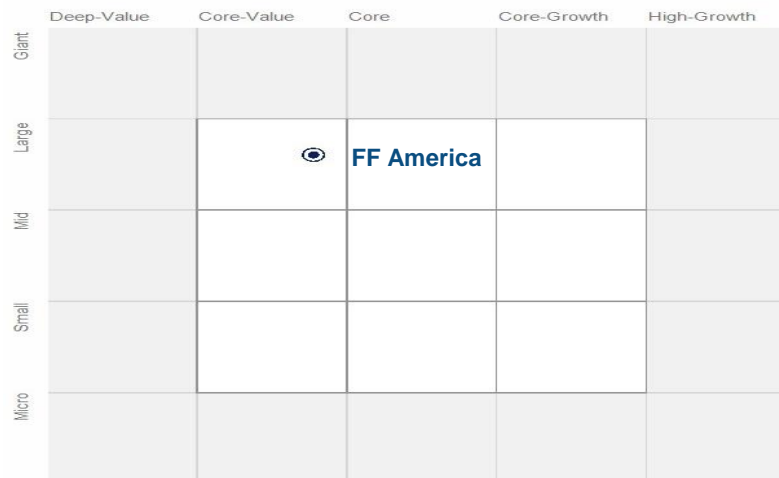 Deep-Value Core-Value Core Core-Growth High-Growth
Giant
Large
FF America
Mid
Small
Micro